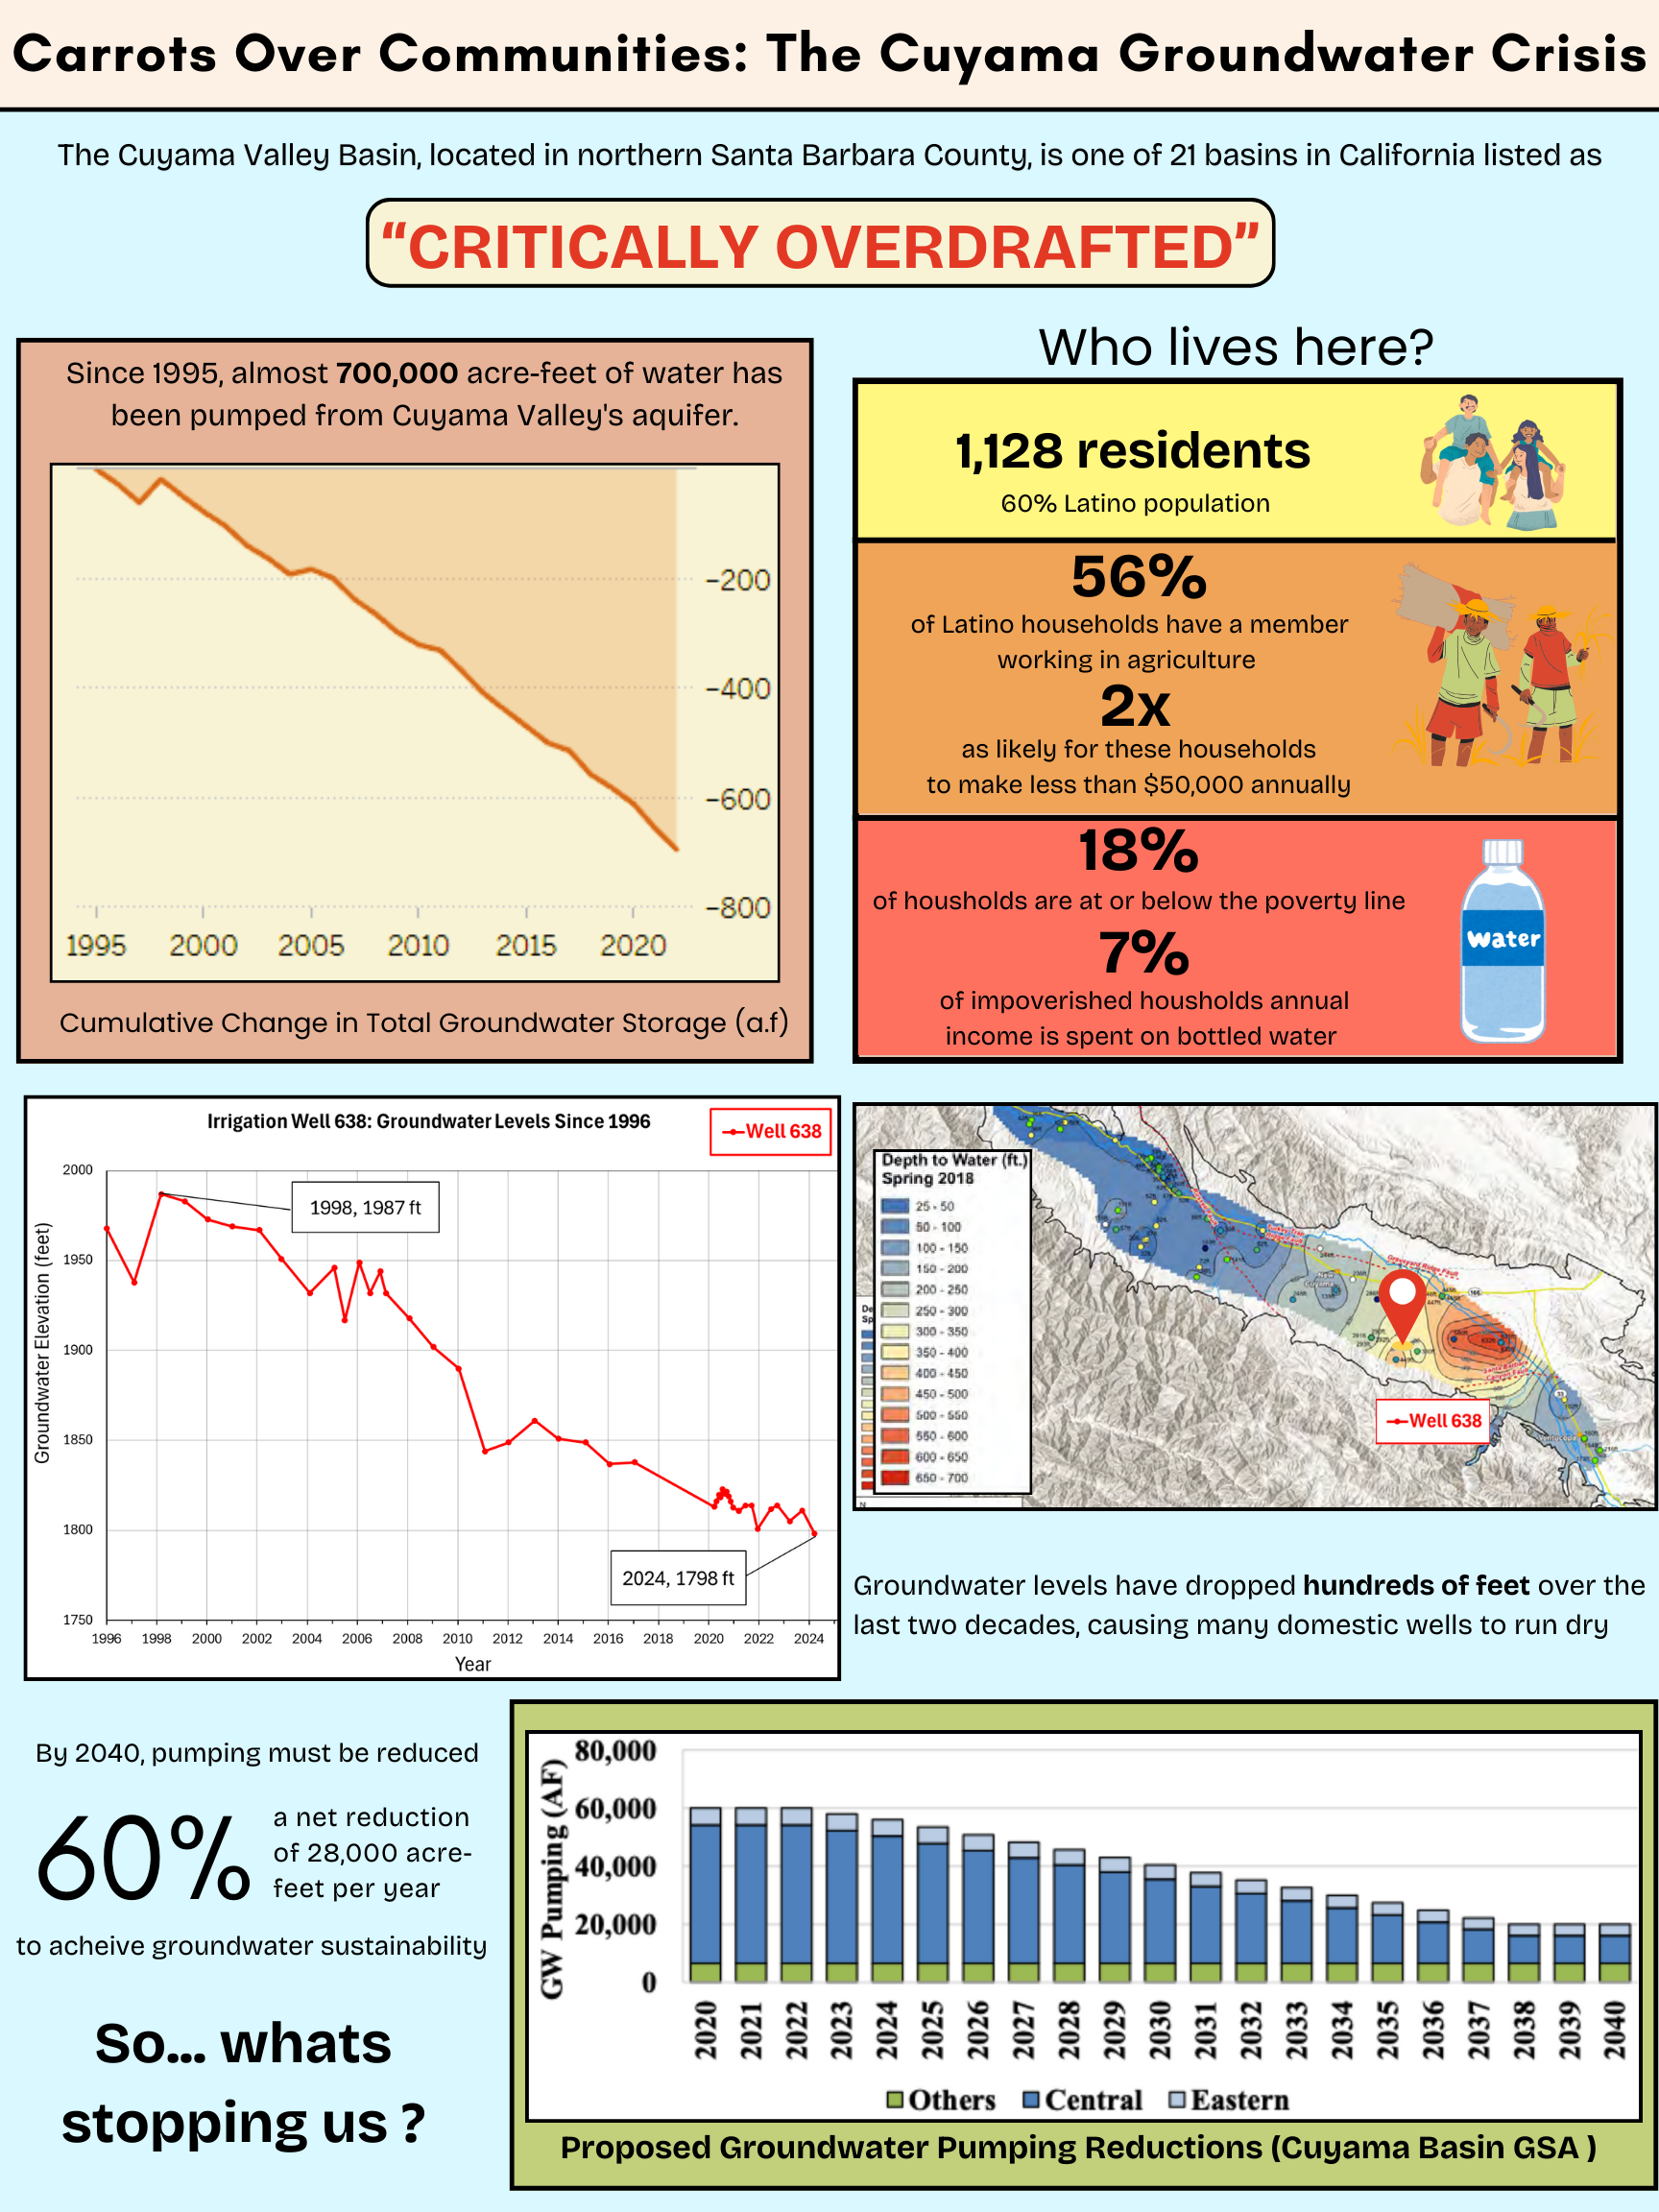 Carrots Over Communities: The Cuyama Groundwater Crisis
The Cuyama Valley Basin, located in northern Santa Barbara County, is one of 21 basins in California listed as
“CRITICALLY OVERDRAFTED”
Since 1995, almost 700,000 acre-feet of water has
been pumped from Cuyama Valley's aquifer.
-200
-400
-600
-800
1995 2000 2005 2010 2015 2020
Cumulative Change in Total Groundwater Storage (a.f)
Who lives here?
1,128 residents
60% Latino population
56%
of Latino households have a member
working in agriculture
2x
as likely for these households
to make less than $50,000 annually
18%
of housholds are at or below the poverty line
7%
of impoverished housholds annual
income is spent on bottled water
water
Irrigation Well 638: Groundwater Levels Since 1996
Well 638
Groundwater Elevation (feet)
2000
1950
1900
1850
1800
1750
1998, 1987 ft
2024, 1798 ft
1996 1998 2000 2002 2004 2006 2008 2010 2012 2014 2016 2018 2020 2022 2024
Year
Depth to Water (ft.)
Spring 2018
25 - 50
50 - 100
100 - 150
150 - 200
200 - 250
250 - 300
300 - 350
350 - 400
400 - 450
450 - 500
500 - 550
550 - 600
600 - 650
650 - 700
New
Cuyama
Graveyard Ridge Fault
Santa Barbara
Canyon Fault
Ventucopa
Well 638
Groundwater levels have dropped hundreds of feet over the
last two decades, causing many domestic wells to run dry
By 2040, pumping must be reduced
60%
a net reduction
of 28,000 acre-
feet per year
to acheive groundwater sustainability
So... whats
stopping us ?
GW Pumping (AF)
80,000
60,000
40,000
20,000
0
2020 2021 2022 2023 2024 2025 2026 2027 2028 2029 2030 2031 2032 2033 2034 2035 2036 2037 2038 2039 2040
Others Central Eastern
Proposed Groundwater Pumping Reductions (Cuyama Basin GSA )